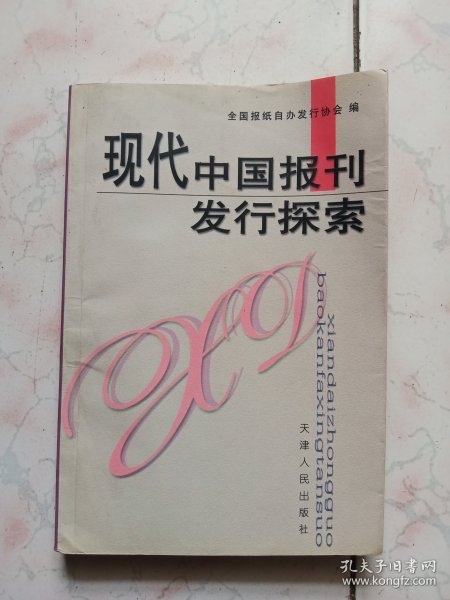 全国报纸自办发行协会 编
现代中国报刊
发行探索
XD
xiandaizhongguo
baokanfaxingtansuo
天津人民出版社
孔夫子旧书网
www.kongfz.com